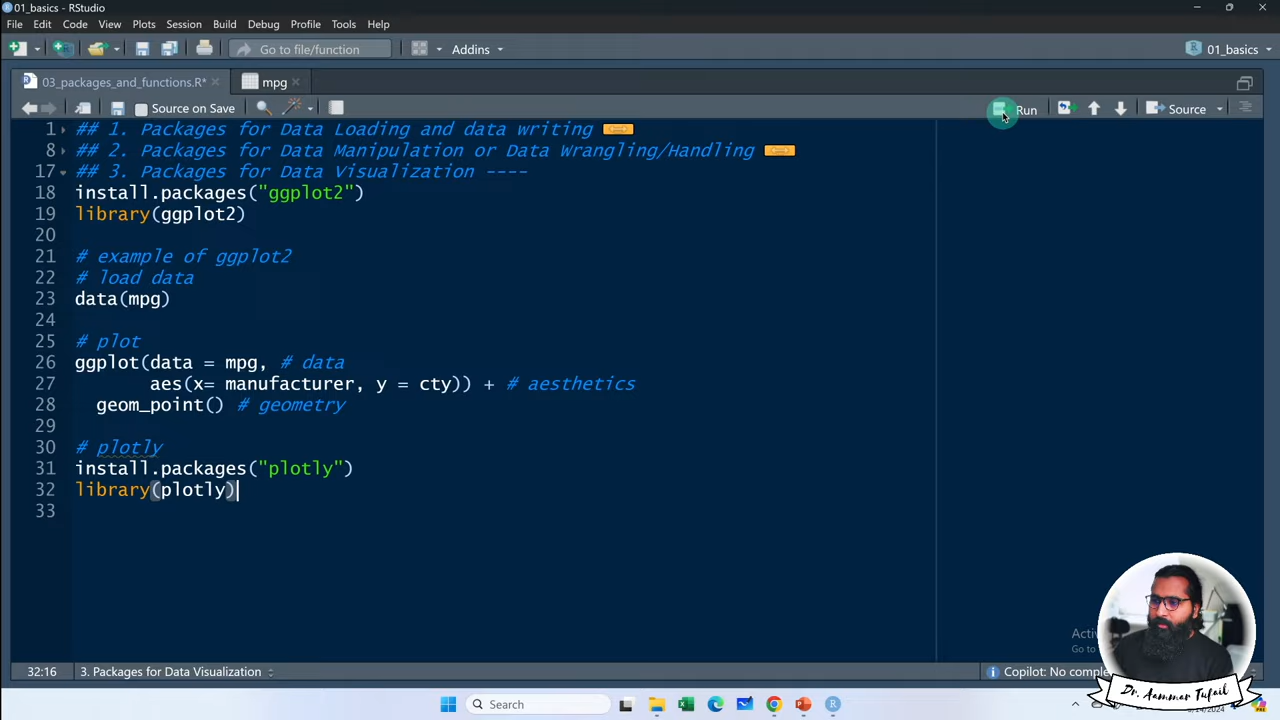 01_basics - RStudio
File Edit Code View Plots Session Build Debug Profile Tools Help
Go to file/function Addins 01_basics
03_packages_and_functions.R* mpg
Source on Save Run Source
1 ## 1. Packages for Data Loading and data writing
8 ## 2. Packages for Data Manipulation or Data Wrangling/Handling
17 ## 3. Packages for Data Visualization ----
18 install.packages("ggplot2")
19 library(ggplot2)
20
21 # example of ggplot2
22 # load data
23 data(mpg)
24
25 # plot
26 ggplot(data = mpg, # data
27 aes(x= manufacturer, y = cty)) + # aesthetics
28 geom_point() # geometry
29
30 # plotly
31 install.packages("plotly")
32 library(plotly)
33
32:16 3. Packages for Data Visualization Copilot: No comple
Activ
Go to
Dr. Aammar Tufail
Search